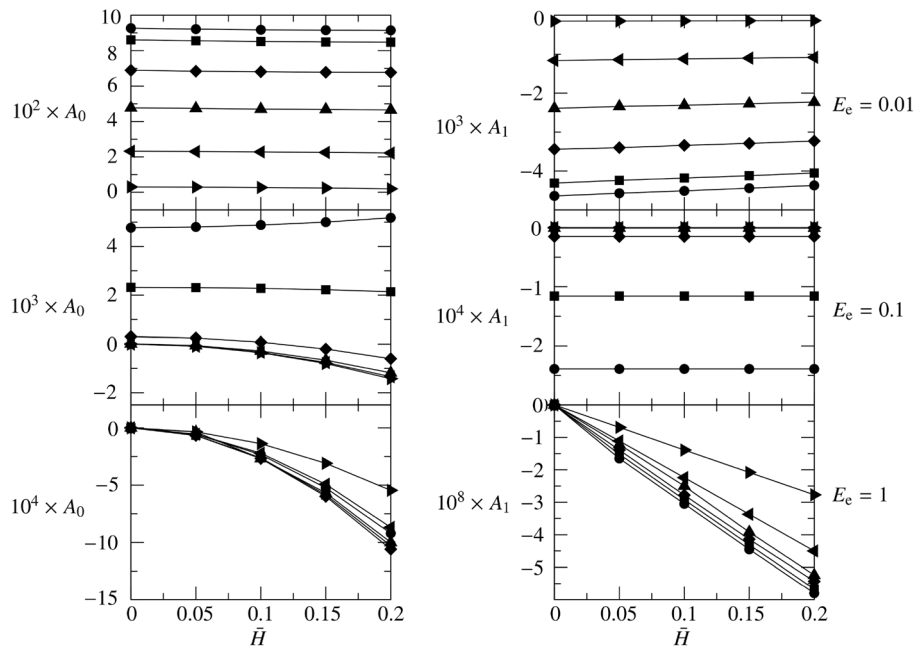 10
8
6
4
2
0
10² × A₀
0
−2
−4
10³ × A₁
Eₑ = 0.01
4
2
0
−2
10³ × A₀
0
−1
−2
10⁴ × A₁
Eₑ = 0.1
0
−5
−10
−15
10⁴ × A₀
0
−1
−2
−3
−4
−5
10⁸ × A₁
Eₑ = 1
0 0.05 0.1 0.15 0.2
H̄
0 0.05 0.1 0.15 0.2
H̄